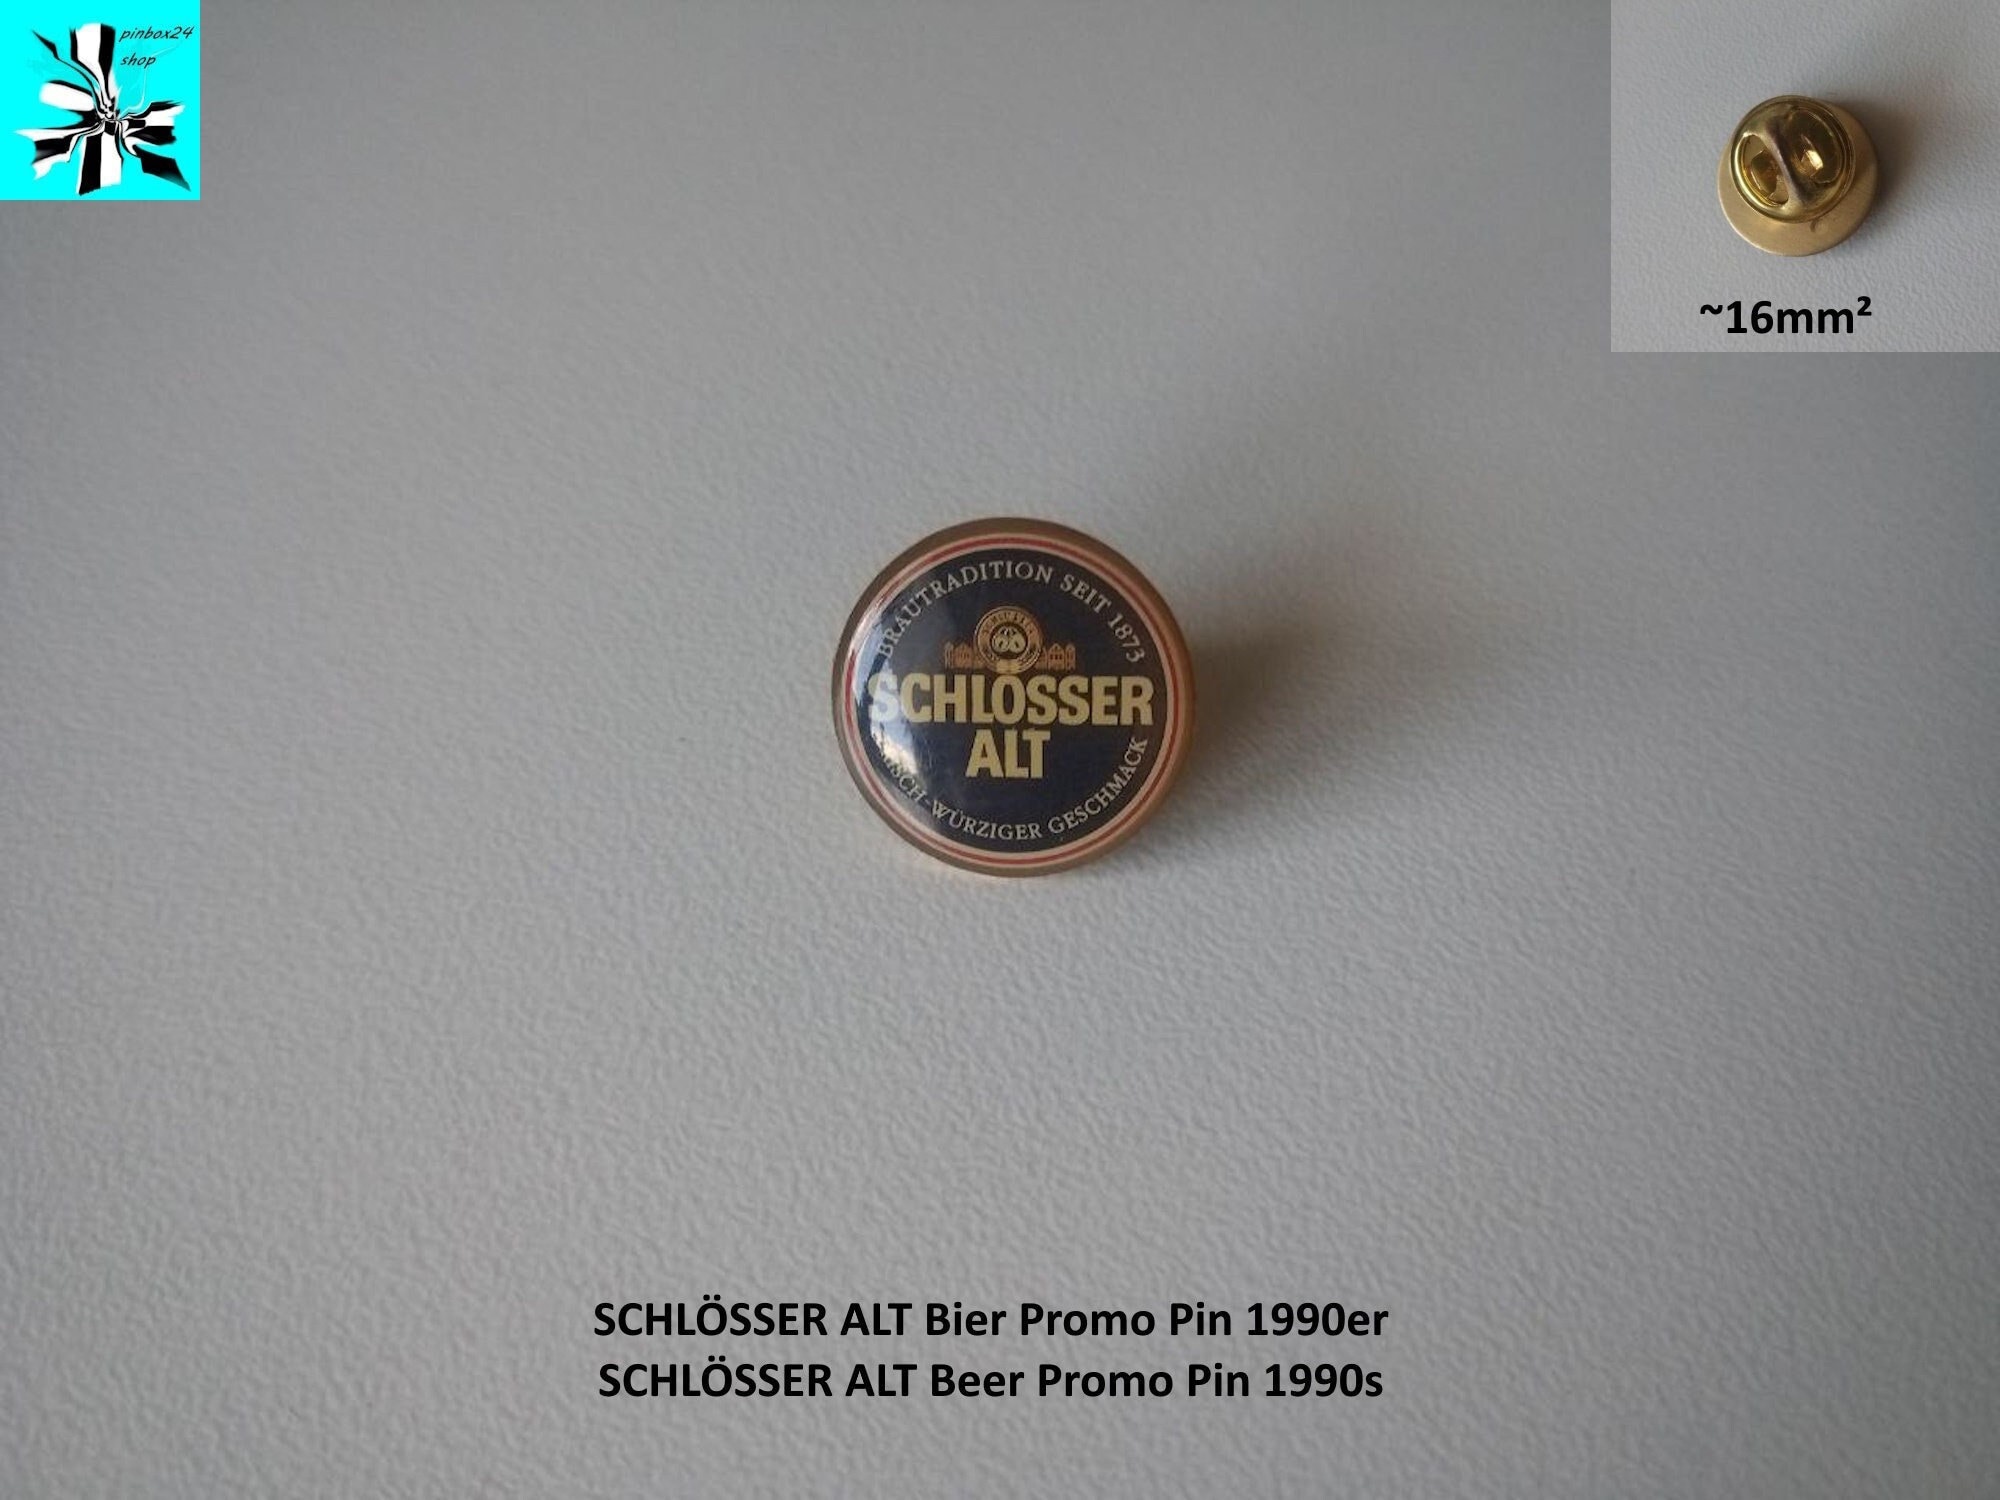 pinbox24
shop
~16mm²
BRAUTRADITION SEIT 1873
SCHLÖSSER
ALT
WÜRZIGER GESCHMACK
SCHLÖSSER ALT Bier Promo Pin 1990er
SCHLÖSSER ALT Beer Promo Pin 1990s